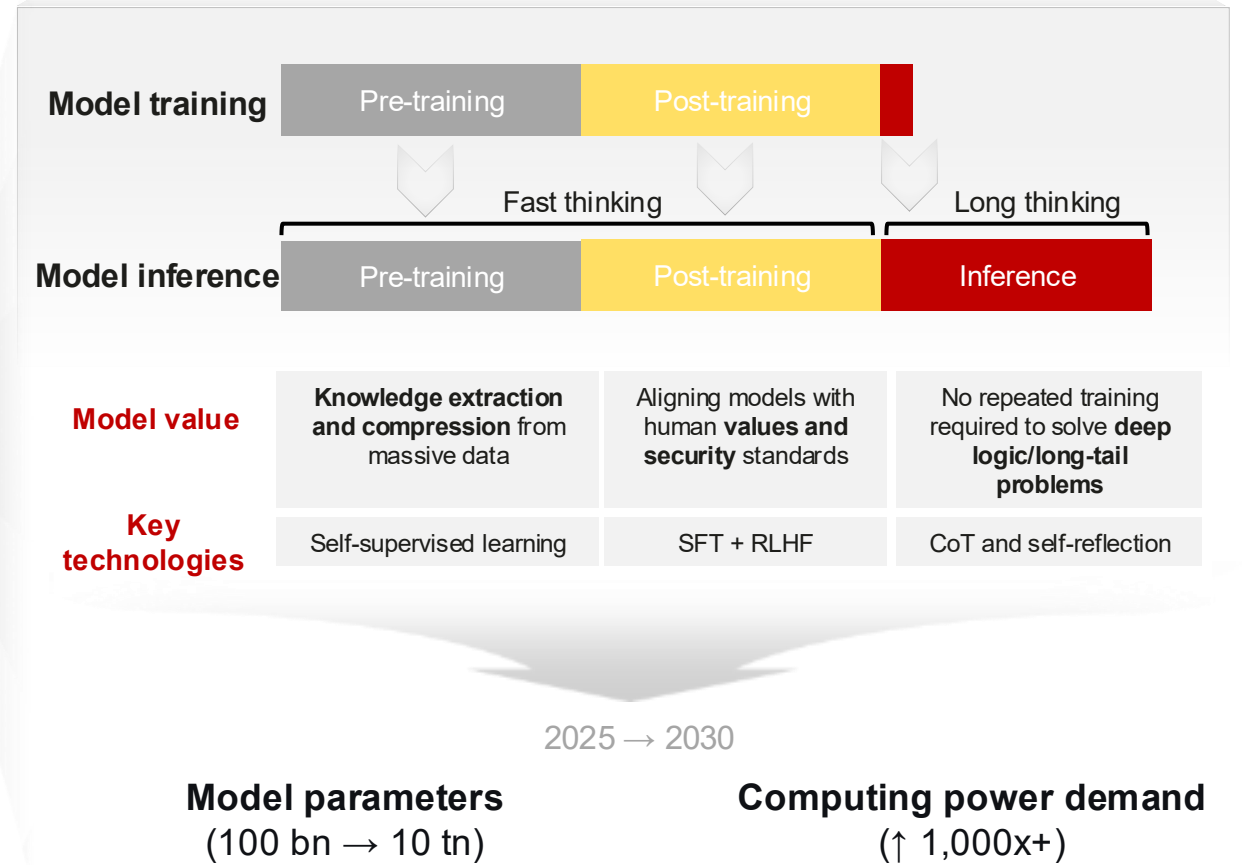 Model training
Pre-training
Post-training
Fast thinking
Long thinking
Model inference
Pre-training
Post-training
Inference
Model value
Knowledge extraction
and compression from
massive data
Aligning models with
human values and
security standards
No repeated training
required to solve deep
logic/long-tail
problems
Key
technologies
Self-supervised learning
SFT + RLHF
CoT and self-reflection
2025 → 2030
Model parameters
(100 bn → 10 tn)
Computing power demand
(↑ 1,000x+)